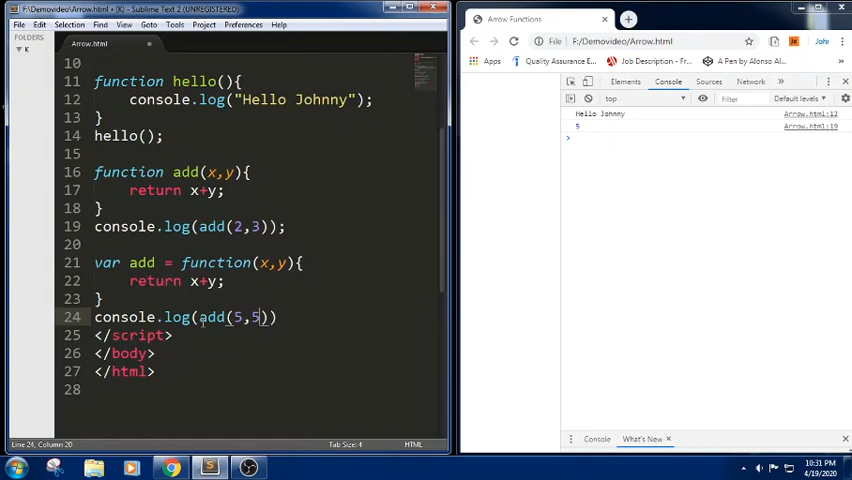 F:/Demovideo/Arrow.html • (K) - Sublime Text 2 (UNREGISTERED)
File Edit Selection View Goto Tools Project Preferences Help
FOLDERS
K
Arrow.html
10
11 function hello(){
12 console.log("Hello Johnny");
13 }
14 hello();
15
16 function add(x,y){
17 return x+y;
18 }
19 console.log(add(2,3));
20
21 var add = function(x,y){
22 return x+y;
23 }
24 console.log(add(5,5))
25 </script>
26 </body>
27 </html>
28
Line 24, Column 20 Tab Size: 4 HTML
Arrow Functions
File F:/Demovideo/Arrow.html
Apps Quality Assurance E... Job Description - Fr... A Pen by Alonso Al...
Elements Console Sources Network
top Filter Default levels
Hello Johnny Arrow.html:12
5 Arrow.html:19
>
Console What's New
10:31 PM
4/19/2020